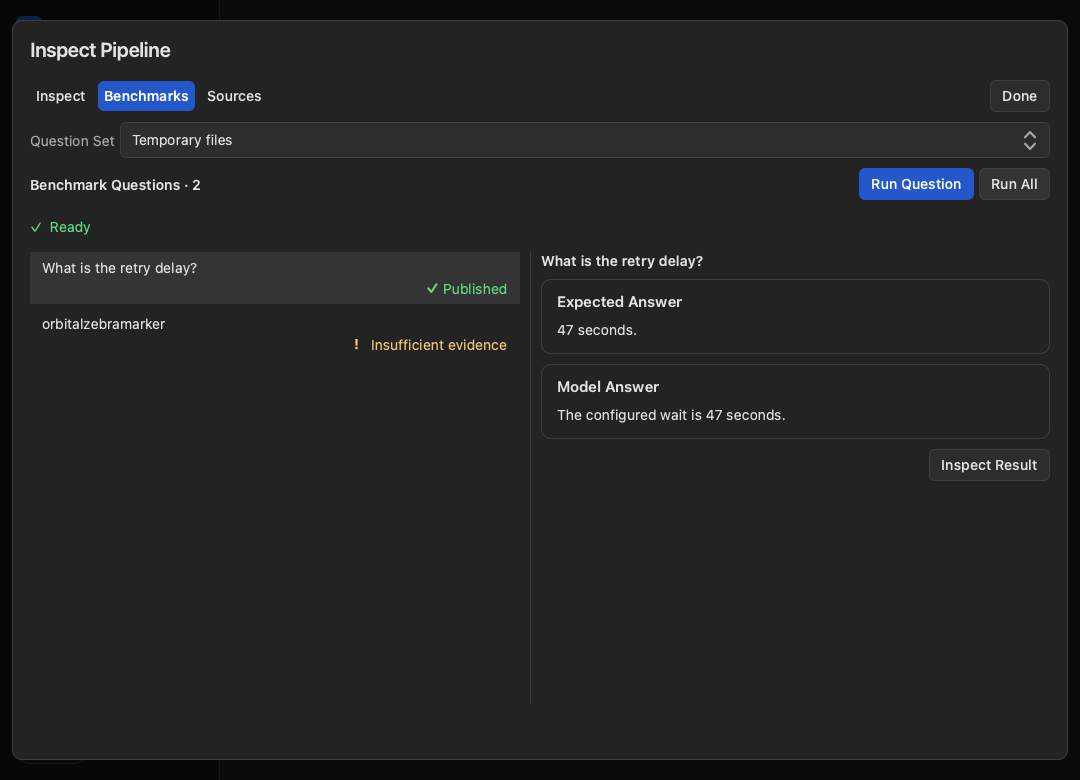 Inspect Pipeline
Inspect Benchmarks Sources Done
Question Set Temporary files
Benchmark Questions · 2 Run Question Run All
✓ Ready
What is the retry delay?
✓ Published
orbitalzebramarker
! Insufficient evidence
What is the retry delay?
Expected Answer
47 seconds.
Model Answer
The configured wait is 47 seconds.
Inspect Result